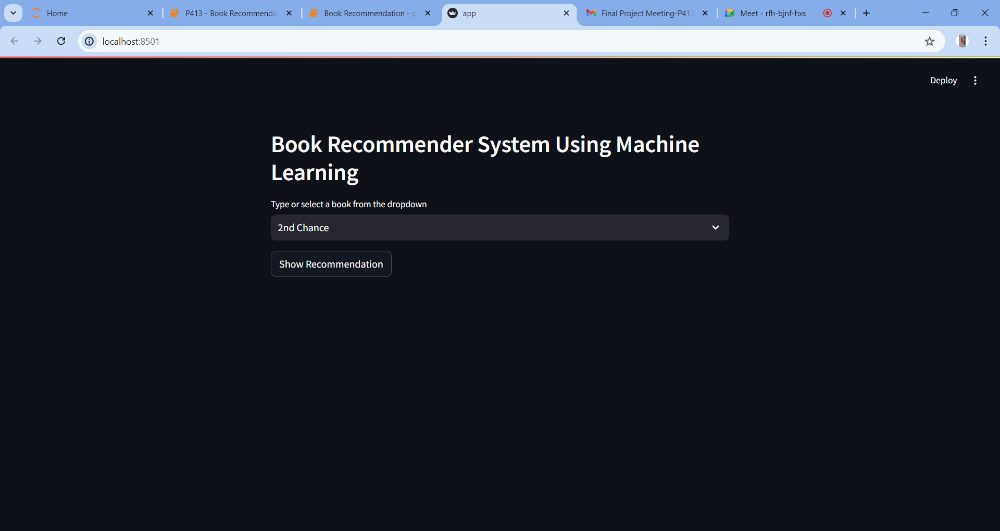 Home
P413 - Book Recommenda
Book Recommendation - p
app
Final Project Meeting-P413
Meet - rfh-bjnf-hxs
localhost:8501
Deploy
Book Recommender System Using Machine
Learning
Type or select a book from the dropdown
2nd Chance
Show Recommendation